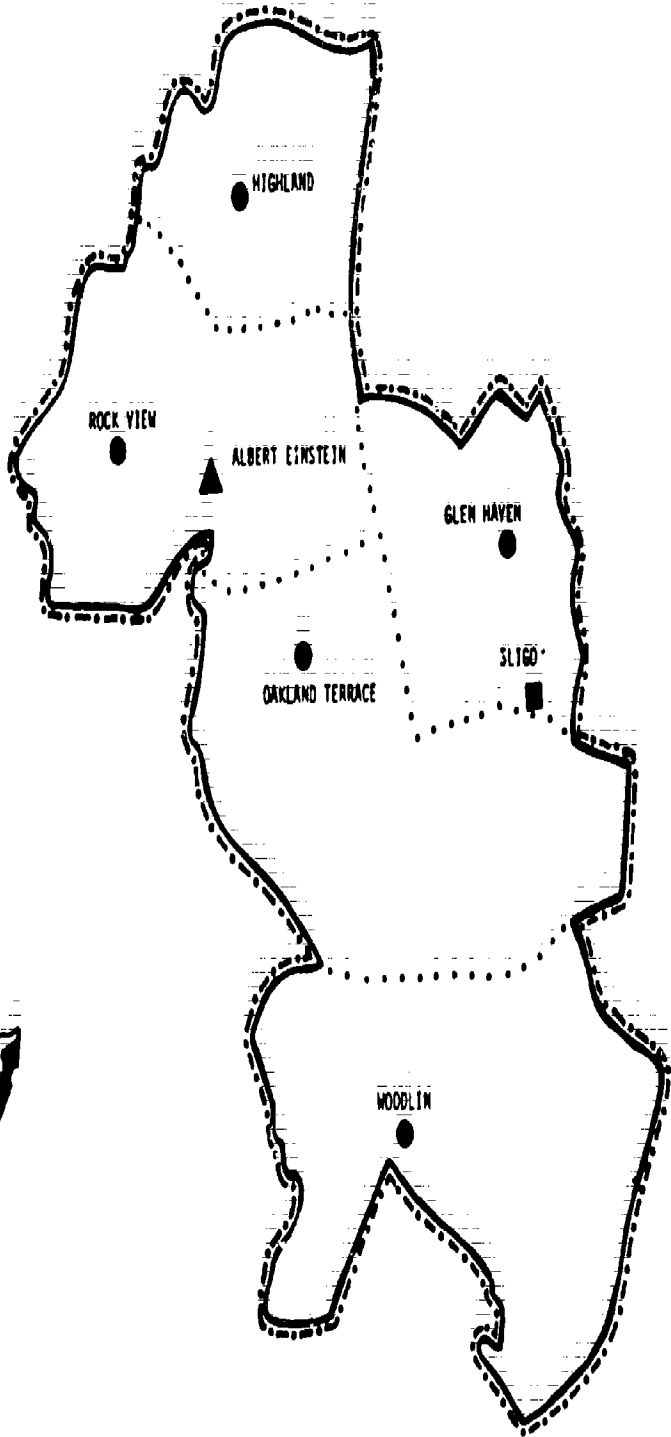 HIGHLAND
ROCK VIEW
ALBERT EINSTEIN
GLEN HAVEN
SLIGO
OAKLAND TERRACE
WOODLIN